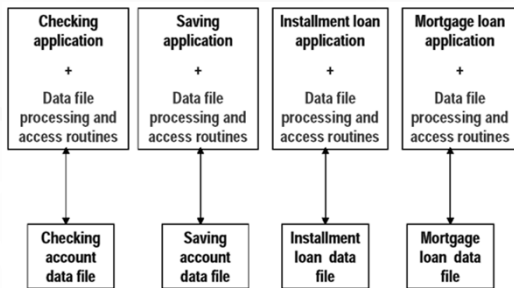 Checking
application
+
Data file
processing and
access routines
Saving
application
+
Data file
processing and
access routines
Installment loan
application
+
Data file
processing and
access routines
Mortgage loan
application
+
Data file
processing and
access routines
Checking
account
data file
Saving
account
data file
Installment
loan data
file
Mortgage
loan data
file